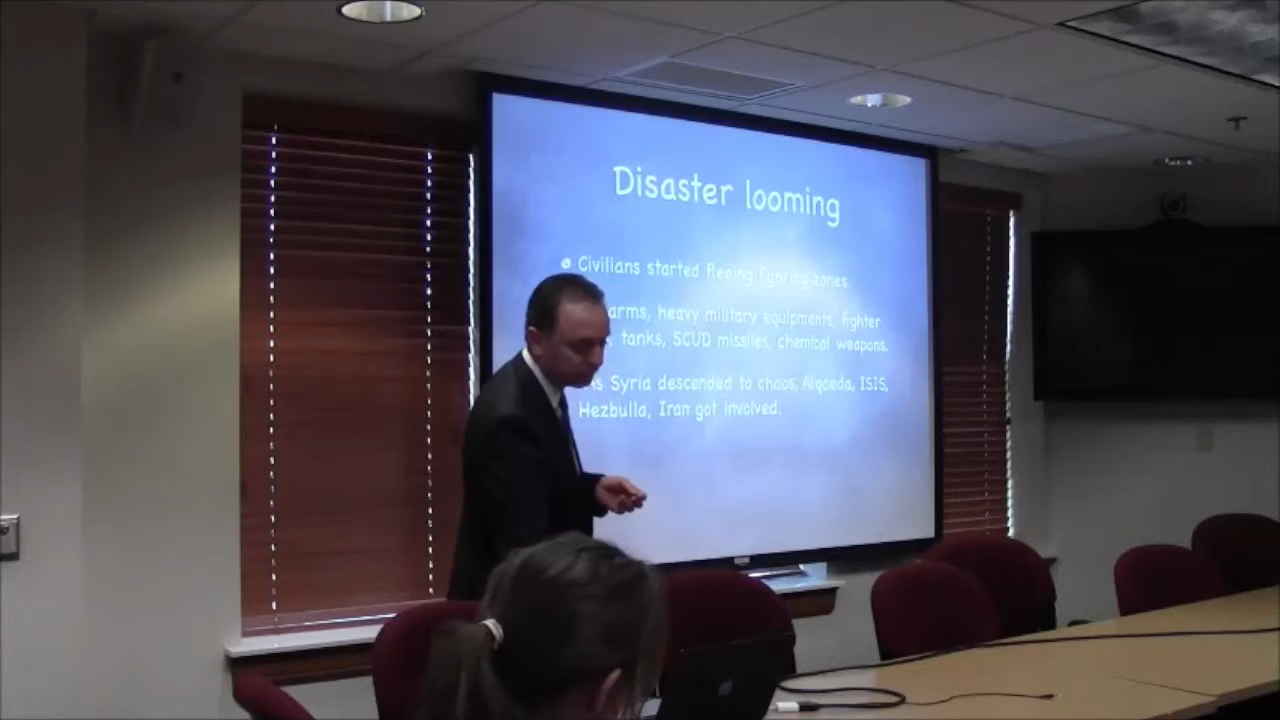 Disaster looming
Civilians started fleeing fighting zones.
arms, heavy military equipments, fighter
tanks, SCUD missiles, chemical weapons.
As Syria descended to chaos, Alqaeda, ISIS,
Hezbulla, Iran got involved.